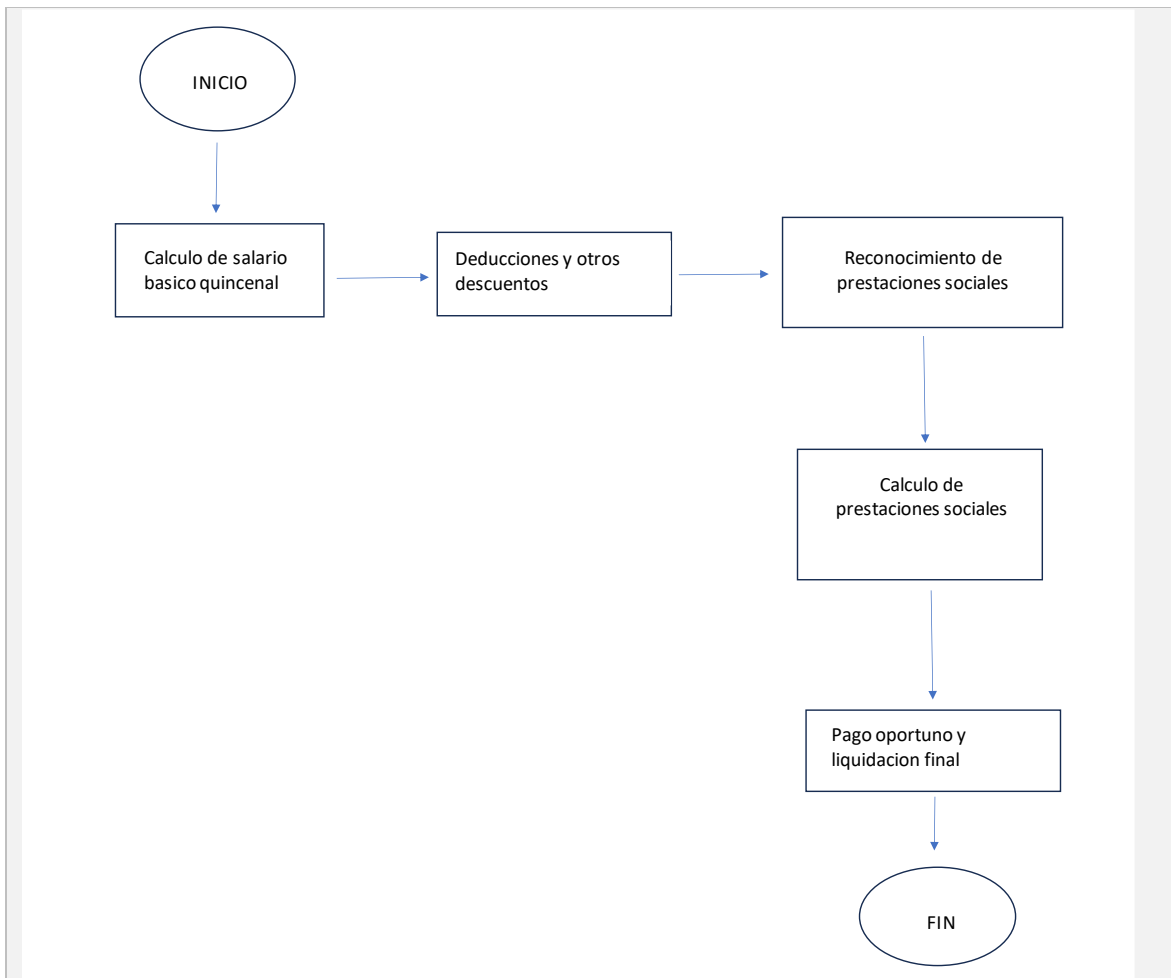 INICIO
Calculo de salario
basico quincenal
Deducciones y otros
descuentos
Reconocimiento de
prestaciones sociales
Calculo de
prestaciones sociales
Pago oportuno y
liquidacion final
FIN